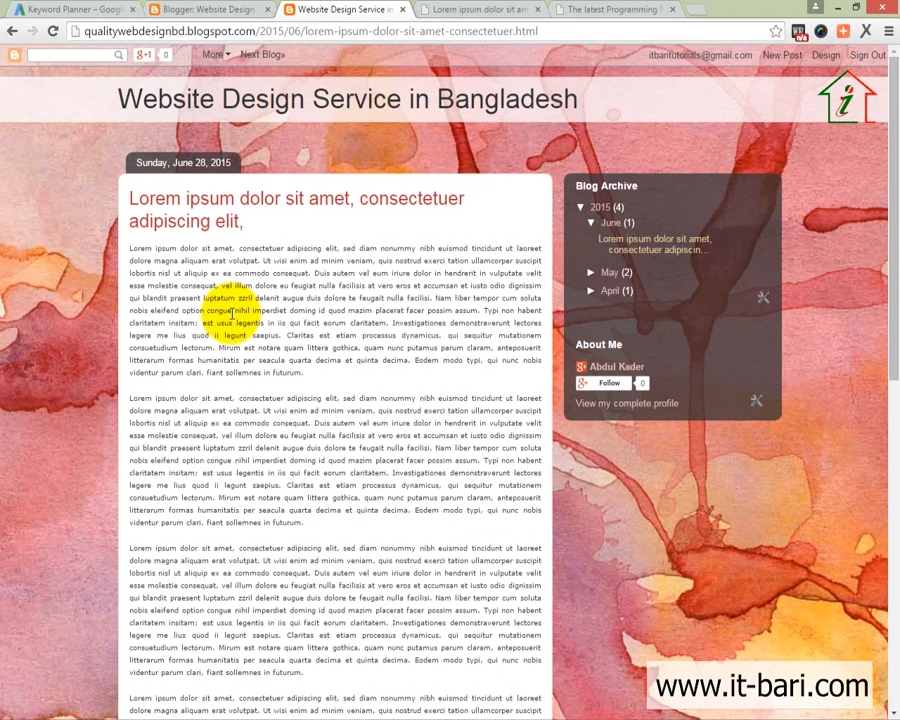 Keyword Planner – Goog
Blogger: Website Design
Website Design Service in
Lorem ipsum dolor sit am
The latest Programming
qualitywebdesignbd.blogspot.com/2015/06/lorem-ipsum-dolor-sit-amet-consectetuer.html
g+1 0 More Next Blog» itbantutorials@gmail.com New Post Design Sign Out
Website Design Service in Bangladesh
i
Sunday, June 28, 2015
Lorem ipsum dolor sit amet, consectetuer
adipiscing elit,
Lorem ipsum dolor sit amet, consectetuer adipiscing elit, sed diam nonummy nibh euismod tincidunt ut laoreet
dolore magna aliquam erat volutpat. Ut wisi enim ad minim veniam, quis nostrud exerci tation ullamcorper suscipit
lobortis nisl ut aliquip ex ea commodo consequat. Duis autem vel eum iriure dolor in hendrerit in vulputate velit
esse molestie consequat, vel illum dolore eu feugiat nulla facilisis at vero eros et accumsan et iusto odio dignissim
qui blandit praesent luptatum zzril delenit augue duis dolore te feugait nulla facilisi. Nam liber tempor cum soluta
nobis eleifend option congue nihil imperdiet doming id quod mazim placerat facer possim assum. Typi non habent
claritatem insitam; est usus legentis in iis qui facit eorum claritatem. Investigationes demonstraverunt lectores
legere me lius quod ii legunt saepius. Claritas est etiam processus dynamicus, qui sequitur mutationem
consuetudium lectorum. Mirum est notare quam littera gothica, quam nunc putamus parum claram, anteposuerit
litterarum formas humanitatis per seacula quarta decima et quinta decima. Eodem modo typi, qui nunc nobis
videntur parum clari, fiant sollemnes in futurum.
Lorem ipsum dolor sit amet, consectetuer adipiscing elit, sed diam nonummy nibh euismod tincidunt ut laoreet
dolore magna aliquam erat volutpat. Ut wisi enim ad minim veniam, quis nostrud exerci tation ullamcorper suscipit
lobortis nisl ut aliquip ex ea commodo consequat. Duis autem vel eum iriure dolor in hendrerit in vulputate velit
esse molestie consequat, vel illum dolore eu feugiat nulla facilisis at vero eros et accumsan et iusto odio dignissim
qui blandit praesent luptatum zzril delenit augue duis dolore te feugait nulla facilisi. Nam liber tempor cum soluta
nobis eleifend option congue nihil imperdiet doming id quod mazim placerat facer possim assum. Typi non habent
claritatem insitam; est usus legentis in iis qui facit eorum claritatem. Investigationes demonstraverunt lectores
legere me lius quod ii legunt saepius. Claritas est etiam processus dynamicus, qui sequitur mutationem
consuetudium lectorum. Mirum est notare quam littera gothica, quam nunc putamus parum claram, anteposuerit
litterarum formas humanitatis per seacula quarta decima et quinta decima. Eodem modo typi, qui nunc nobis
videntur parum clari, fiant sollemnes in futurum.
Lorem ipsum dolor sit amet, consectetuer adipiscing elit, sed diam nonummy nibh euismod tincidunt ut laoreet
dolore magna aliquam erat volutpat. Ut wisi enim ad minim veniam, quis nostrud exerci tation ullamcorper suscipit
lobortis nisl ut aliquip ex ea commodo consequat. Duis autem vel eum iriure dolor in hendrerit in vulputate velit
esse molestie consequat, vel illum dolore eu feugiat nulla facilisis at vero eros et accumsan et iusto odio dignissim
qui blandit praesent luptatum zzril delenit augue duis dolore te feugait nulla facilisi. Nam liber tempor cum soluta
nobis eleifend option congue nihil imperdiet doming id quod mazim placerat facer possim assum. Typi non habent
claritatem insitam; est usus legentis in iis qui facit eorum claritatem. Investigationes demonstraverunt lectores
legere me lius quod ii legunt saepius. Claritas est etiam processus dynamicus, qui sequitur mutationem
consuetudium lectorum. Mirum est notare quam littera gothica, quam nunc putamus parum claram, anteposuerit
litterarum formas humanitatis per seacula quarta decima et quinta decima. Eodem modo typi, qui nunc nobis
videntur parum clari, fiant sollemnes in futurum.
Lorem ipsum dolor sit amet, consectetuer adipiscing elit, sed diam nonummy nibh euismod tincidunt ut laoreet
dolore magna aliquam erat volutpat. Ut wisi enim ad minim veniam, quis nostrud exerci tation ullamcorper suscipit
Blog Archive
▼ 2015 (4)
▼ June (1)
Lorem ipsum dolor sit amet,
consectetuer adipiscin...
► May (2)
► April (1)
About Me
Abdul Kader
Follow 0
View my complete profile
www.it-bari.com